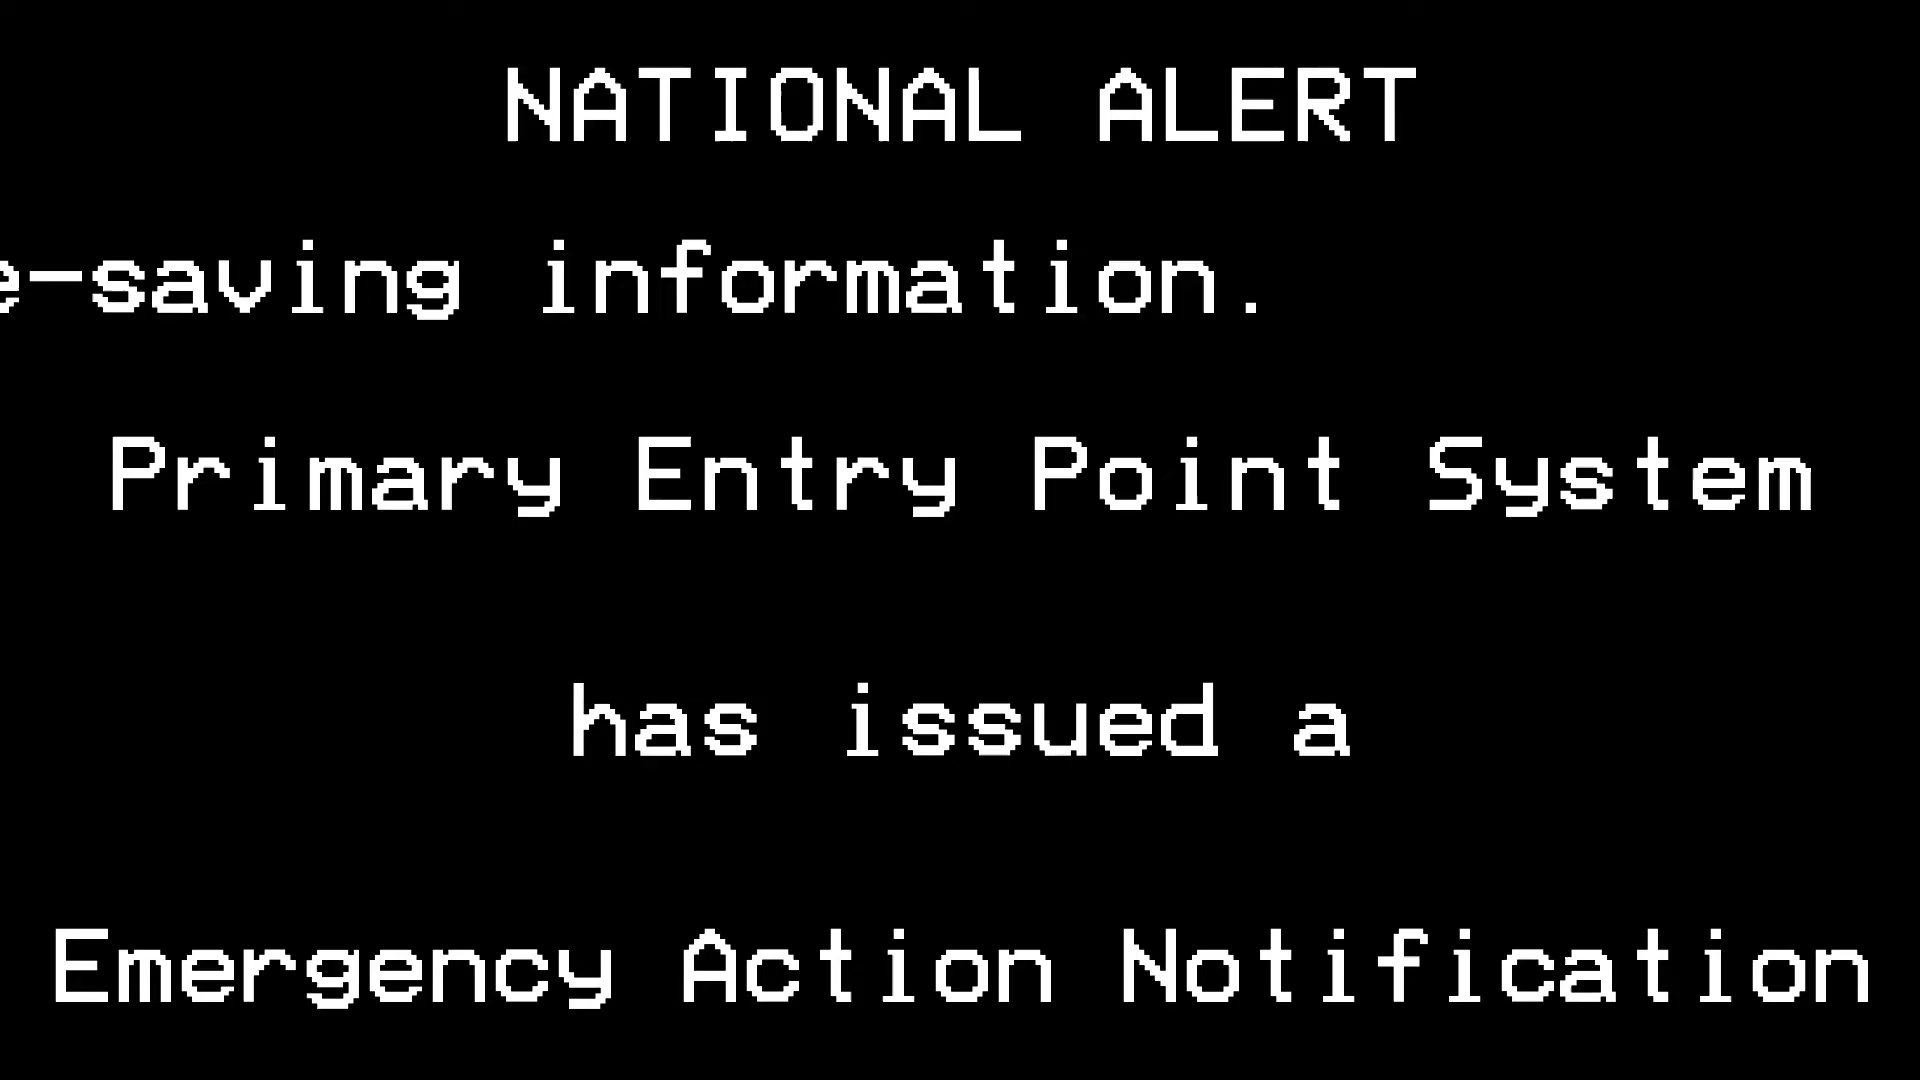 NATIONAL ALERT
e-saving information.
Primary Entry Point System
has issued a
Emergency Action Notification